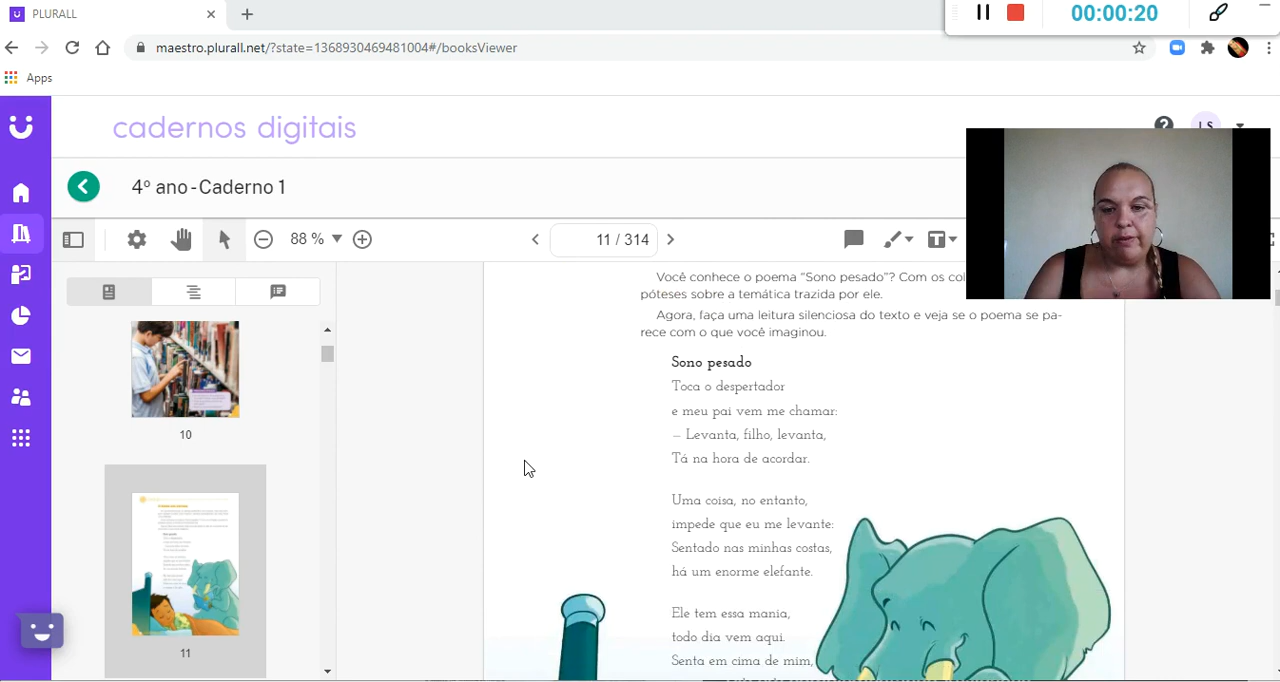 PLURALL
00:00:20
maestro.plurall.net/?state=1368930469481004#/booksViewer
Apps
cadernos digitais
LS
4º ano - Caderno 1
88 %
11 / 314
Você conhece o poema "Sono pesado"? Com os col
póteses sobre a temática trazida por ele.
Agora, faça uma leitura silenciosa do texto e veja se o poema se pa-
rece com o que você imaginou.
Sono pesado
Toca o despertador
e meu pai vem me chamar:
– Levanta, filho, levanta,
Tá na hora de acordar.
Uma coisa, no entanto,
impede que eu me levante:
Sentado nas minhas costas,
há um enorme elefante.
Ele tem essa mania,
todo dia vem aqui.
Senta em cima de mim,
10
11